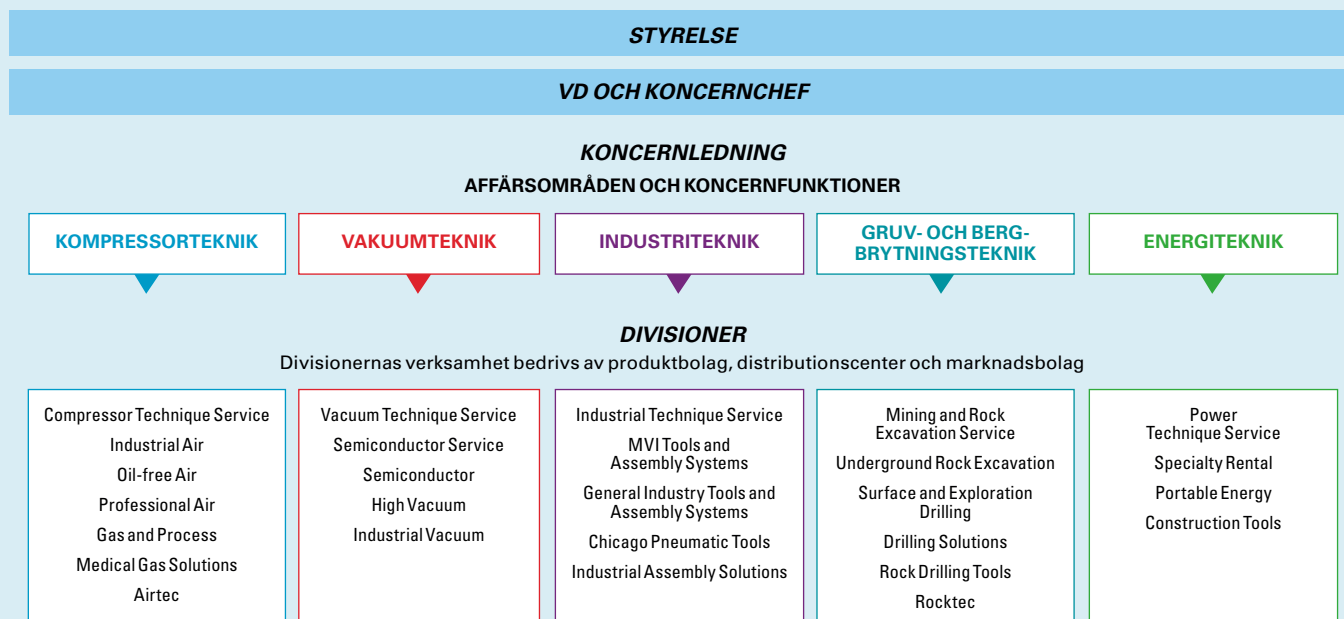 STYRELSE
VD OCH KONCERNCHEF
KONCERNLEDNING
AFFÄRSOMRÅDEN OCH KONCERNFUNKTIONER
KOMPRESSORTEKNIK
VAKUUMTEKNIK
INDUSTRITEKNIK
GRUV- OCH BERG-
BRYTNINGSTEKNIK
ENERGITEKNIK
DIVISIONER
Divisionernas verksamhet bedrivs av produktbolag, distributionscenter och marknadsbolag
Compressor Technique Service
Industrial Air
Oil-free Air
Professional Air
Gas and Process
Medical Gas Solutions
Airtec
Vacuum Technique Service
Semiconductor Service
Semiconductor
High Vacuum
Industrial Vacuum
Industrial Technique Service
MVI Tools and
Assembly Systems
General Industry Tools and
Assembly Systems
Chicago Pneumatic Tools
Industrial Assembly Solutions
Mining and Rock
Excavation Service
Underground Rock Excavation
Surface and Exploration
Drilling
Drilling Solutions
Rock Drilling Tools
Rocktec
Power
Technique Service
Specialty Rental
Portable Energy
Construction Tools